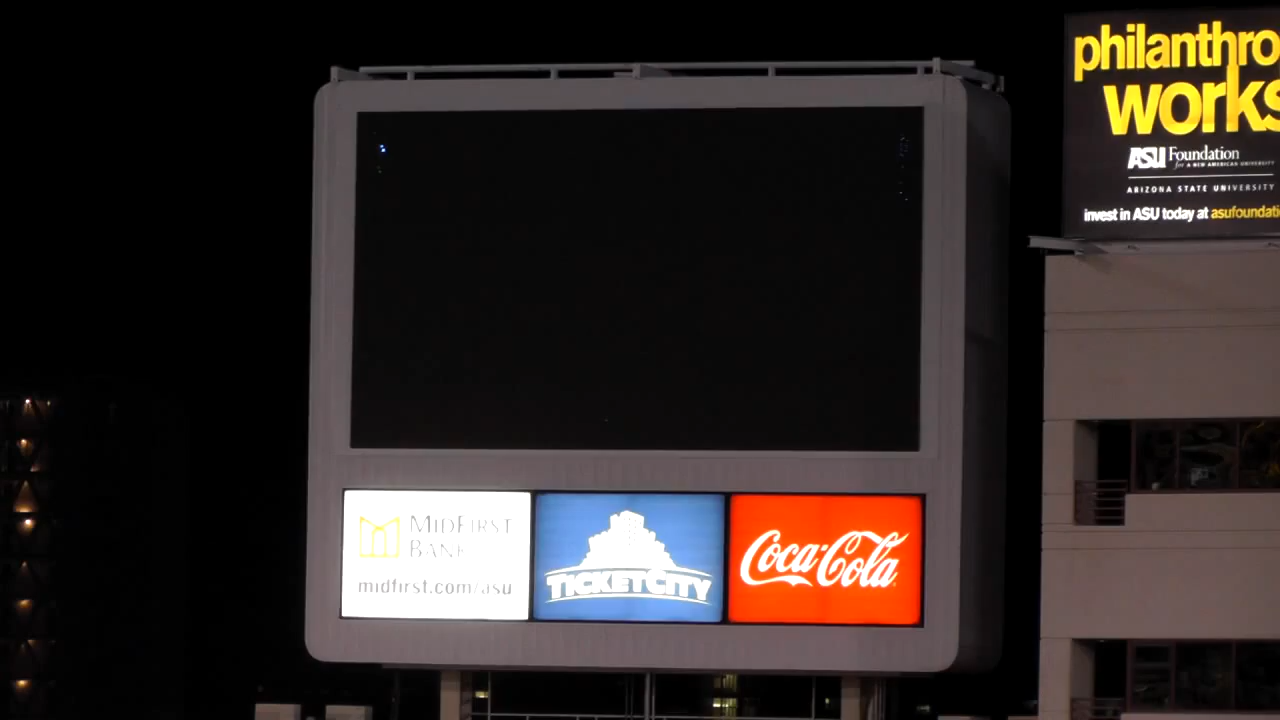 philanthro
works
ASU Foundation
for A NEW AMERICAN UNIVERSITY
ARIZONA STATE UNIVERSITY
invest in ASU today at asufoundati
MIDFIRST
BANK
midfirst.com/asu
TICKETCITY
Coca-Cola